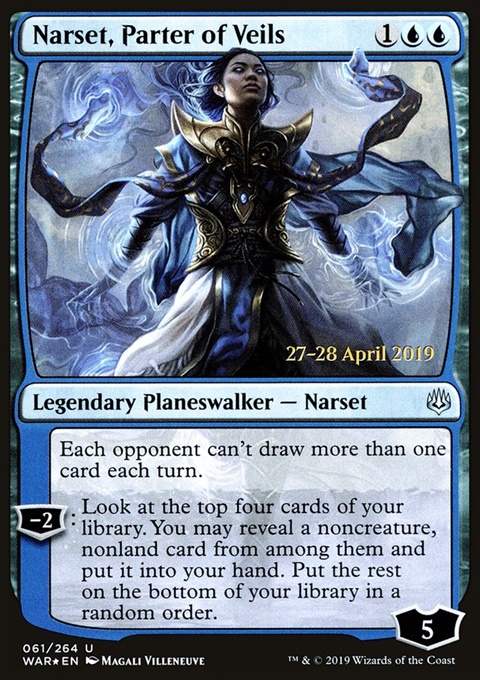 Narset, Parter of Veils 1
27–28 April 2019
Legendary Planeswalker — Narset
Each opponent can't draw more than one
card each turn.
−2: Look at the top four cards of your
library. You may reveal a noncreature,
nonland card from among them and
put it into your hand. Put the rest
on the bottom of your library in a
random order.
5
061/264 U
WAR★EN Magali Villeneuve
™ & © 2019 Wizards of the Coast